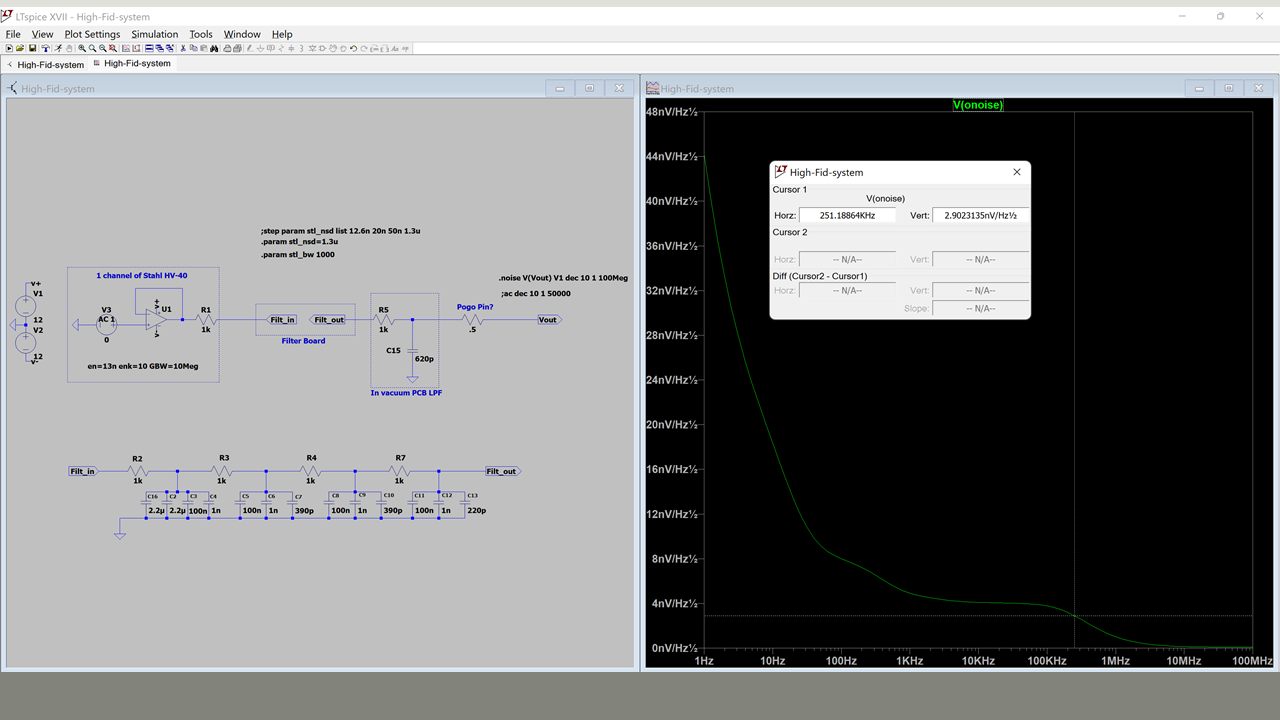 LTspice XVII - High-Fid-system
File View Plot Settings Simulation Tools Window Help
High-Fid-system High-Fid-system
High-Fid-system
;step param stl_nsd list 12.6n 20n 50n 1.3u
.param stl_nsd=1.3u
.param stl_bw 1000
.noise V(Vout) V1 dec 10 1 100Meg
;ac dec 10 1 50000
1 channel of Stahl HV-40
v+
V1
12
V2
12
v-
V3
AC 1
0
U1
v+
v-
R1
1k
en=13n enk=10 GBW=10Meg
Filt_in
Filt_out
Filter Board
R5
1k
C15
620p
In vacuum PCB LPF
Pogo Pin?
.5
Vout
Filt_in
R2
1k
R3
1k
R4
1k
R7
1k
Filt_out
C16 C2 C3 C4 C5 C6 C7 C8 C9 C10 C11 C12 C13
2.2µ 2.2µ 100n 1n 100n 1n 390p 100n 1n 390p 100n 1n 220p
High-Fid-system
V(onoise)
48nV/Hz½
44nV/Hz½
40nV/Hz½
36nV/Hz½
32nV/Hz½
28nV/Hz½
24nV/Hz½
20nV/Hz½
16nV/Hz½
12nV/Hz½
8nV/Hz½
4nV/Hz½
0nV/Hz½
1Hz 10Hz 100Hz 1KHz 10KHz 100KHz 1MHz 10MHz 100MHz
High-Fid-system
Cursor 1
V(onoise)
Horz: 251.18864KHz Vert: 2.9023135nV/Hz½
Cursor 2
Horz: -- N/A-- Vert: -- N/A--
Diff (Cursor2 - Cursor1)
Horz: -- N/A-- Vert: -- N/A--
Slope: -- N/A--